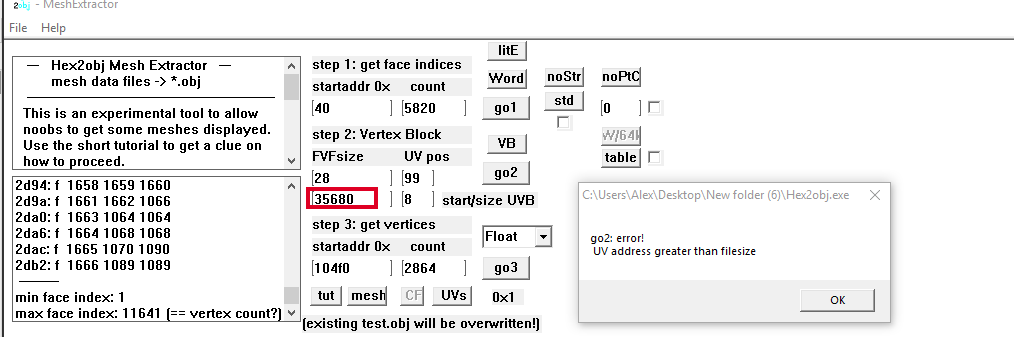 2obj - MeshExtractor
File Help
— Hex2obj Mesh Extractor —
mesh data files -> *.obj
This is an experimental tool to allow
noobs to get some meshes displayed.
Use the short tutorial to get a clue on
how to proceed.
2d94: f 1658 1659 1660
2d9a: f 1661 1662 1066
2da0: f 1663 1064 1064
2da6: f 1664 1068 1068
2dac: f 1665 1070 1090
2db2: f 1666 1089 1089
min face index: 1
max face index: 11641 (== vertex count?)
step 1: get face indices
startaddr 0x count
40 5820
step 2: Vertex Block
FVFsize UV pos
28 99
35680 8 start/size UVB
step 3: get vertices
startaddr 0x count
104f0 2864
tut mesh CF UVs 0x1
(existing test.obj will be overwritten!)
litE
Word
go1
VB
go2
Float
go3
noStr noPtC
std 0
W/64k
table
C:\Users\Alex\Desktop\New folder (6)\Hex2obj.exe
go2: error!
UV address greater than filesize
OK